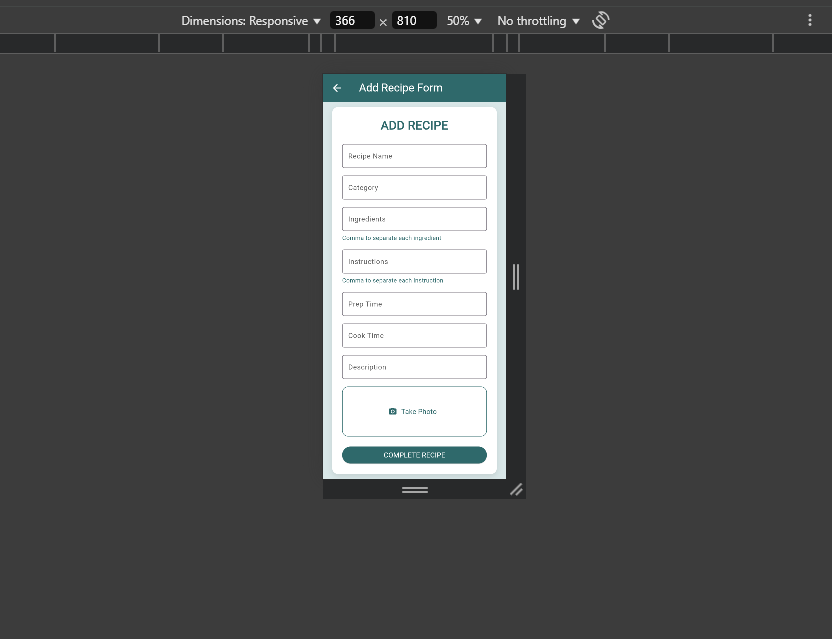 Dimensions: Responsive ▼ 366 × 810 50% ▼ No throttling ▼
Add Recipe Form
ADD RECIPE
Recipe Name
Category
Ingredients
Comma to separate each ingredient
Instructions
Comma to separate each instruction
Prep Time
Cook Time
Description
Take Photo
COMPLETE RECIPE